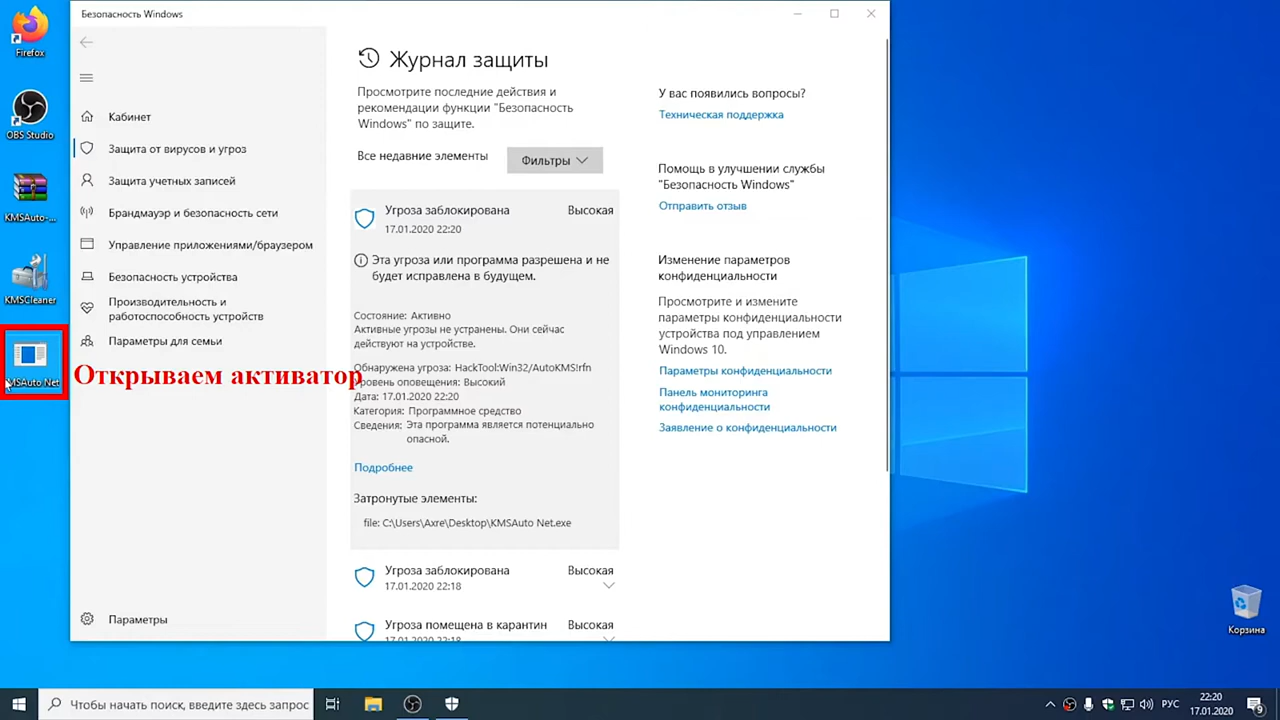 Безопасность Windows
Firefox
OBS Studio
KMSAuto-...
KMSCleaner
MSAuto Net
Открываем активатор
Кабинет
Защита от вирусов и угроз
Защита учетных записей
Брандмауэр и безопасность сети
Управление приложениями/браузером
Безопасность устройства
Производительность и
работоспособность устройств
Параметры для семьи
Параметры
Журнал защиты
Просмотрите последние действия и
рекомендации функции "Безопасность
Windows" по защите.
Все недавние элементы
Фильтры
Угроза заблокирована Высокая
17.01.2020 22:20
Эта угроза или программа разрешена и не
будет исправлена в будущем.
Состояние: Активно
Активные угрозы не устранены. Они сейчас
действуют на устройстве.
Обнаружена угроза: HackTool:Win32/AutoKMS!rfn
Уровень оповещения: Высокий
Дата: 17.01.2020 22:20
Категория: Программное средство
Сведения: Эта программа является потенциально
опасной.
Подробнее
Затронутые элементы:
file: C:\Users\Axre\Desktop\KMSAuto Net.exe
Угроза заблокирована Высокая
17.01.2020 22:18
Угроза помещена в карантин Высокая
17.01.2020 22:18
У вас появились вопросы?
Техническая поддержка
Помощь в улучшении службы
"Безопасность Windows"
Отправить отзыв
Изменение параметров
конфиденциальности
Просмотрите и измените
параметры конфиденциальности
устройства под управлением
Windows 10.
Параметры конфиденциальности
Панель мониторинга
конфиденциальности
Заявление о конфиденциальности
Корзина
Чтобы начать поиск, введите здесь запрос
РУС
22:20
17.01.2020
9